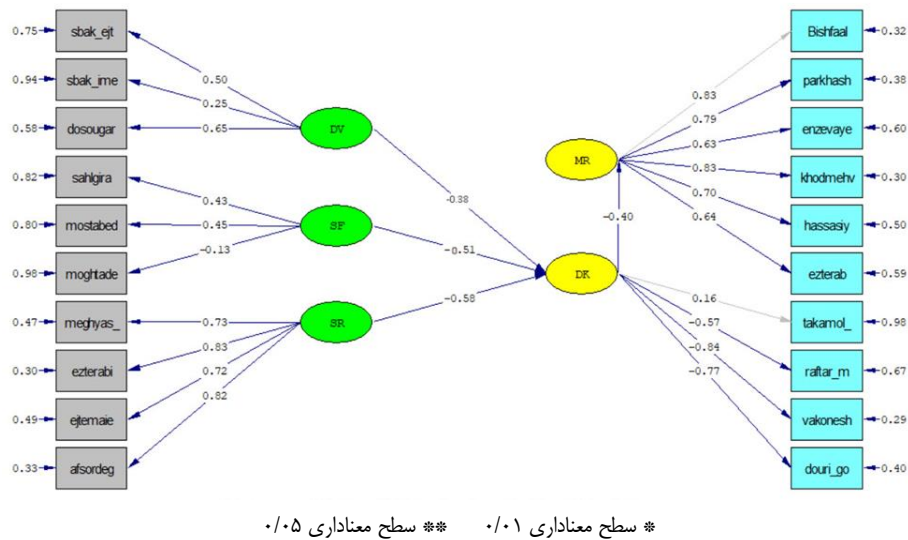 0.75 sbak_ejt
0.94 sbak_ime
0.58 dosougar
0.82 sahlgira
0.80 mostabed
0.98 moghtade
0.47 meghyas_
0.30 ezterabi
0.49 ejtemaie
0.33 afsordeg
0.50
0.25
0.65
0.43
0.45
-0.13
0.73
0.83
0.72
0.82
DV
SF
SR
-0.38
-0.51
-0.58
MR
-0.40
DK
0.83
0.79
0.63
0.83
0.70
0.64
0.16
-0.57
-0.84
-0.77
Bishfaal 0.32
parkhash 0.38
enzevaye 0.60
khodmehv 0.30
hassasiy 0.50
ezterab 0.59
takamol_ 0.98
raftar_m 0.67
vakonesh 0.29
douri_go 0.40
* سطح معناداری ۰/۰۱ ** سطح معناداری ۰/۰۵